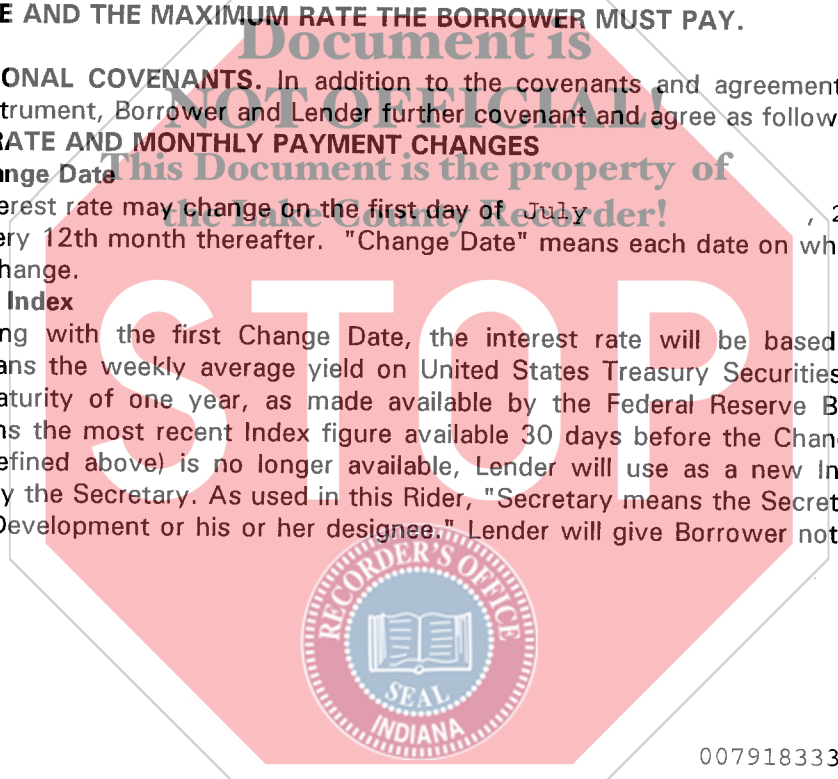 E AND THE MAXIMUM RATE THE BORROWER MUST PAY.
Document is
ONAL COVENANTS. In addition to the covenants and agreement
NOT OFFICIAL!
trument, Borrower and Lender further covenant and agree as follow
RATE AND MONTHLY PAYMENT CHANGES
This Document is the property of
ange Date
the Lake County Recorder!
erest rate may change on the first day of July , 2
ery 12th month thereafter. "Change Date" means each date on wh
hange.
Index
STOP
ng with the first Change Date, the interest rate will be based
ans the weekly average yield on United States Treasury Securities
aturity of one year, as made available by the Federal Reserve B
ns the most recent Index figure available 30 days before the Chan
efined above) is no longer available, Lender will use as a new In
y the Secretary. As used in this Rider, "Secretary means the Secret
Development or his or her designee." Lender will give Borrower not
RECORDER'S OFFICE
SEAL
INDIANA
007918333